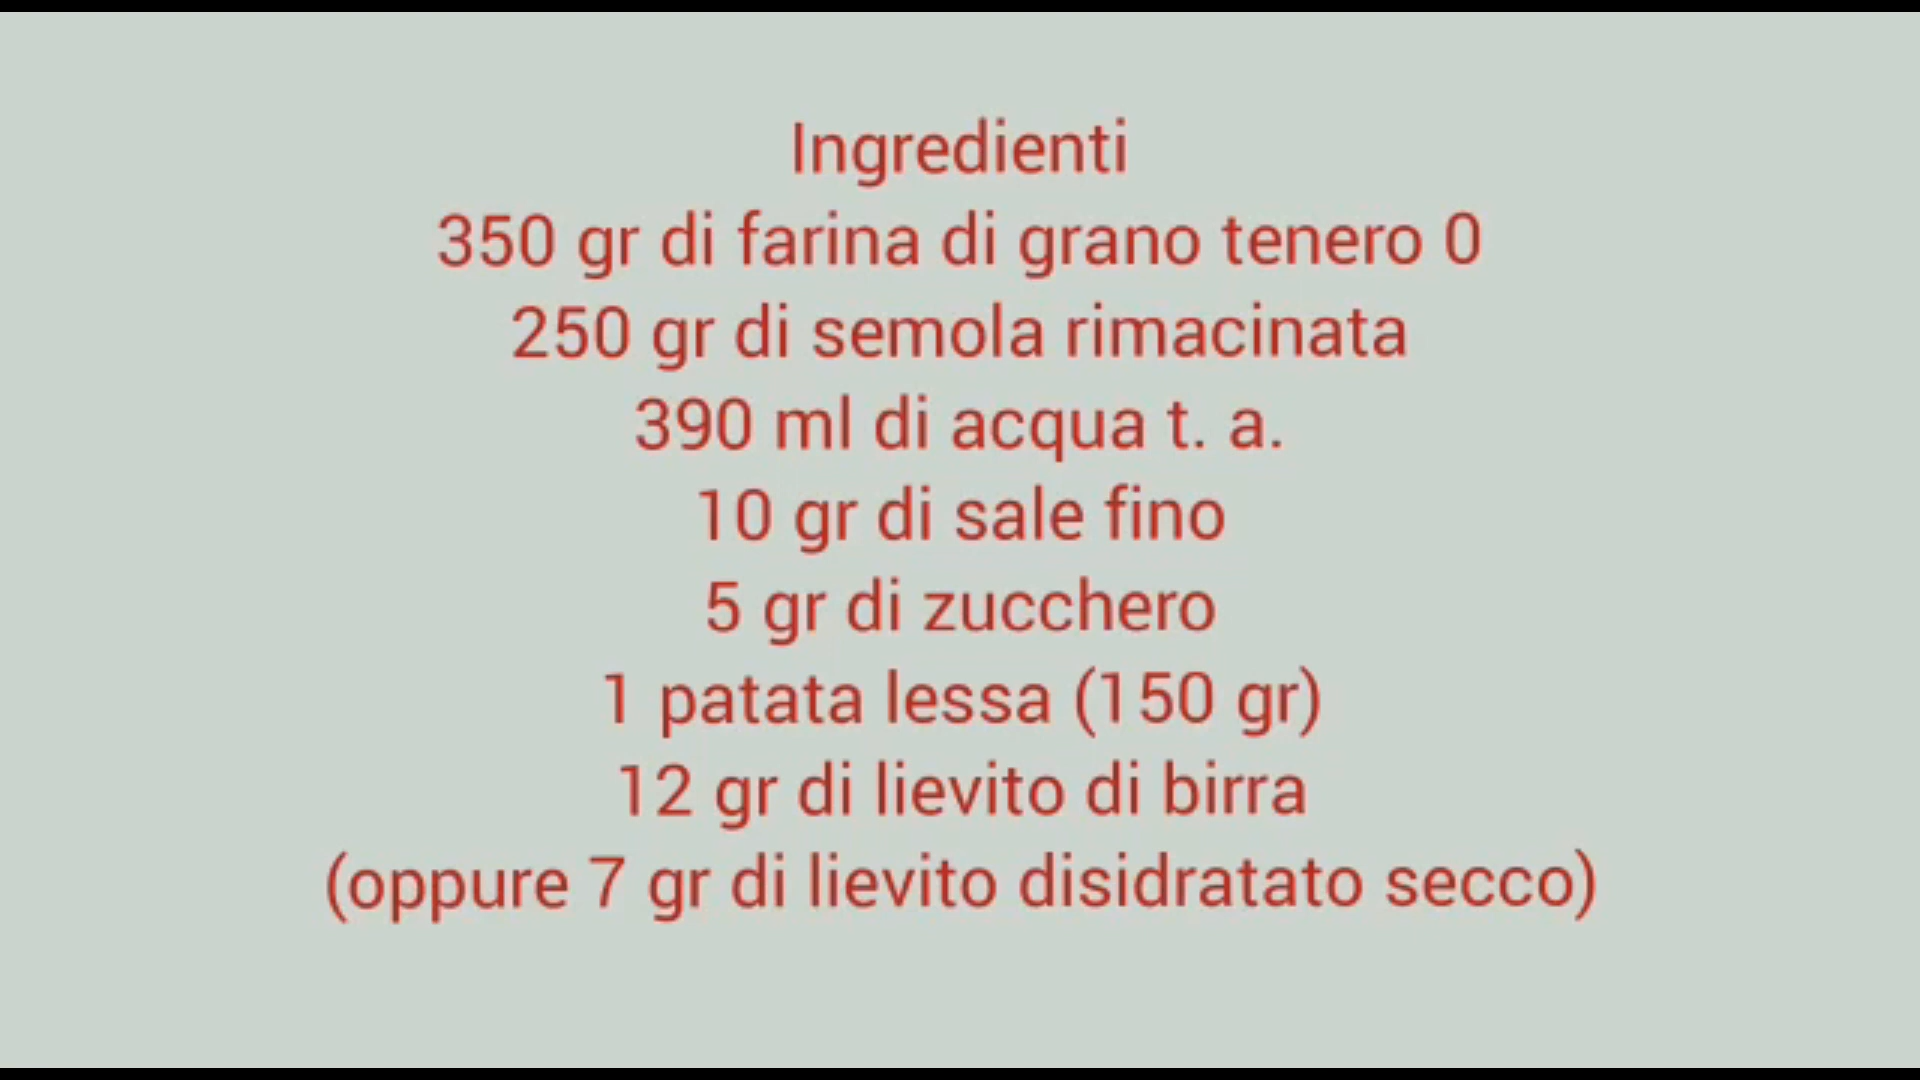 Ingredienti
350 gr di farina di grano tenero 0
250 gr di semola rimacinata
390 ml di acqua t. a.
10 gr di sale fino
5 gr di zucchero
1 patata lessa (150 gr)
12 gr di lievito di birra
(oppure 7 gr di lievito disidratato secco)